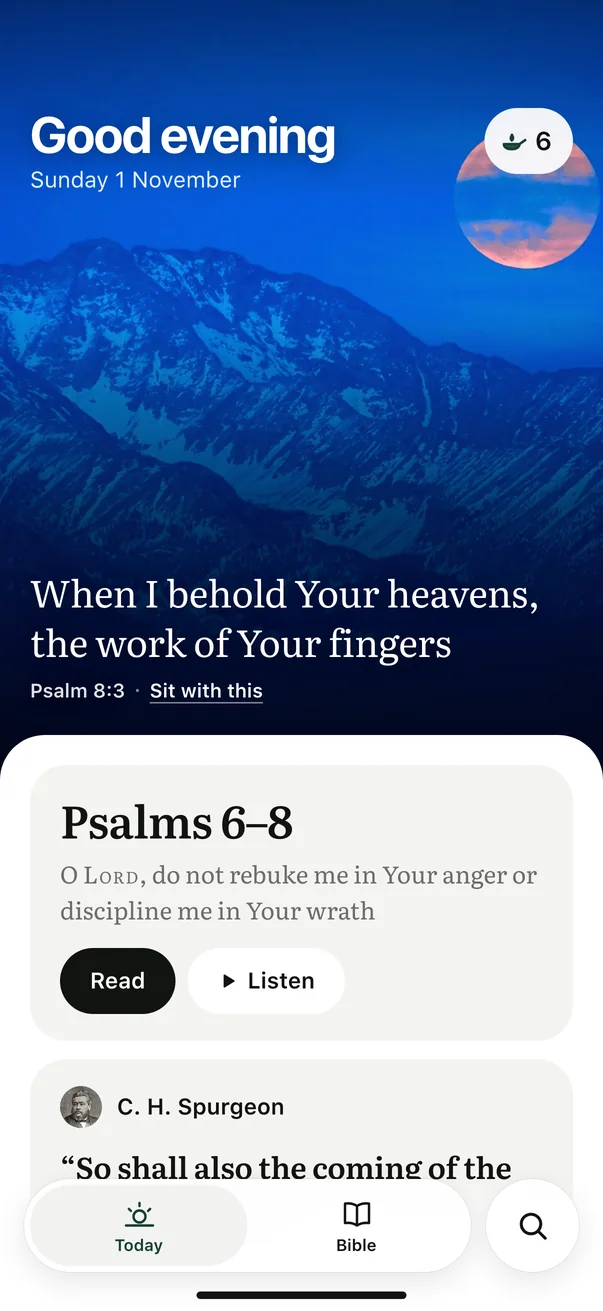 Good evening
6
Sunday 1 November
When I behold Your heavens,
the work of Your fingers
Psalm 8:3 · Sit with this
Psalms 6–8
O Lord, do not rebuke me in Your anger or
discipline me in Your wrath
Read
Listen
C. H. Spurgeon
“So shall also the coming of the
Today
Bible